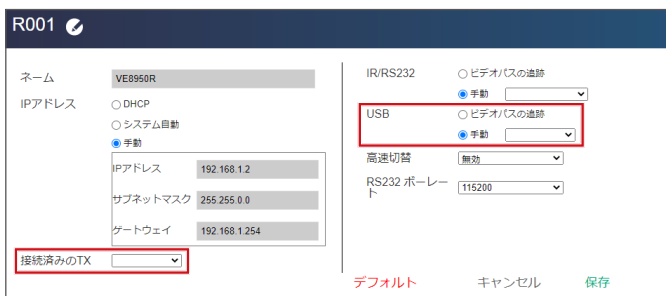 R001
ネーム VE8950R
IPアドレス DHCP
システム自動
手動
IPアドレス 192.168.1.2
サブネットマスク 255.255.0.0
ゲートウェイ 192.168.1.254
接続済みのTX
IR/RS232 ビデオパスの追跡
手動
USB ビデオパスの追跡
手動
高速切替 無効
RS232 ボーレー
ト 115200
デフォルト キャンセル 保存